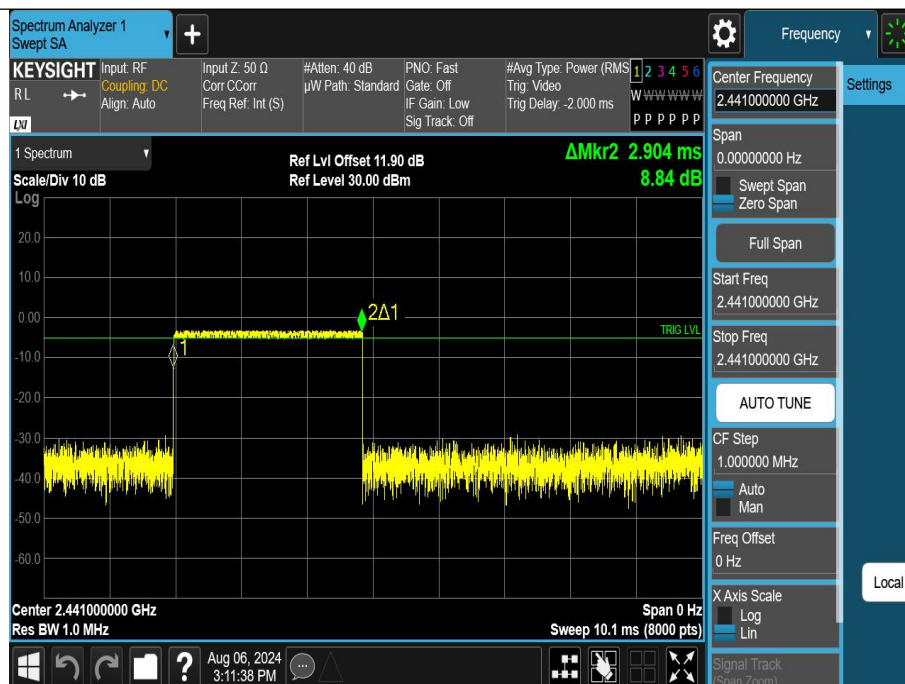 Spectrum Analyzer 1
Swept SA
+
Frequency
KEYSIGHT
RL
LXI
Input: RF
Coupling: DC
Align: Auto
Input Z: 50 Ω
Corr CCorr
Freq Ref: Int (S)
#Atten: 40 dB
µW Path: Standard
PNO: Fast
Gate: Off
IF Gain: Low
Sig Track: Off
#Avg Type: Power (RMS
Trig: Video
Trig Delay: -2.000 ms
1 2 3 4 5 6
W W W W W W
P P P P P P
Center Frequency
2.441000000 GHz
Settings
1 Spectrum
Scale/Div 10 dB
Log
Ref Lvl Offset 11.90 dB
Ref Level 30.00 dBm
ΔMkr2 2.904 ms
8.84 dB
Span
0.00000000 Hz
Swept Span
Zero Span
Full Span
Start Freq
2.441000000 GHz
Stop Freq
2.441000000 GHz
AUTO TUNE
CF Step
1.000000 MHz
Auto
Man
Freq Offset
0 Hz
X Axis Scale
Log
Lin
Signal Track
(Span Zoom)
Local
20.0
10.0
0.00
-10.0
-20.0
-30.0
-40.0
-50.0
-60.0
2Δ1
1
TRIG LVL
Center 2.441000000 GHz
Res BW 1.0 MHz
Span 0 Hz
Sweep 10.1 ms (8000 pts)
?
Aug 06, 2024
3:11:38 PM